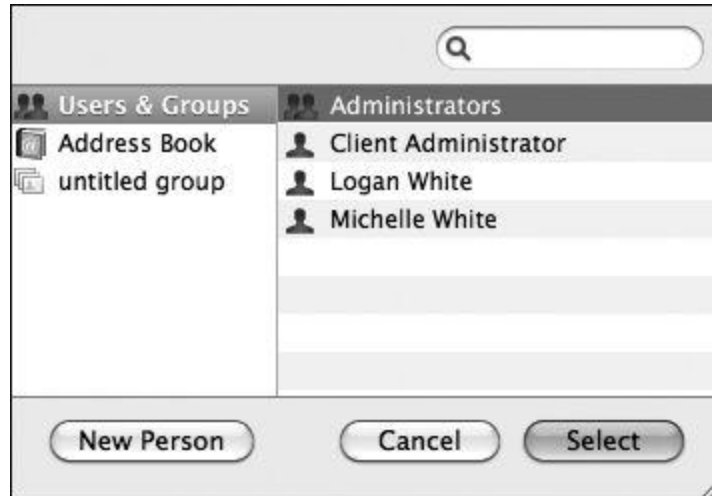 Users & Groups
Address Book
untitled group
Administrators
Client Administrator
Logan White
Michelle White
New Person
Cancel
Select